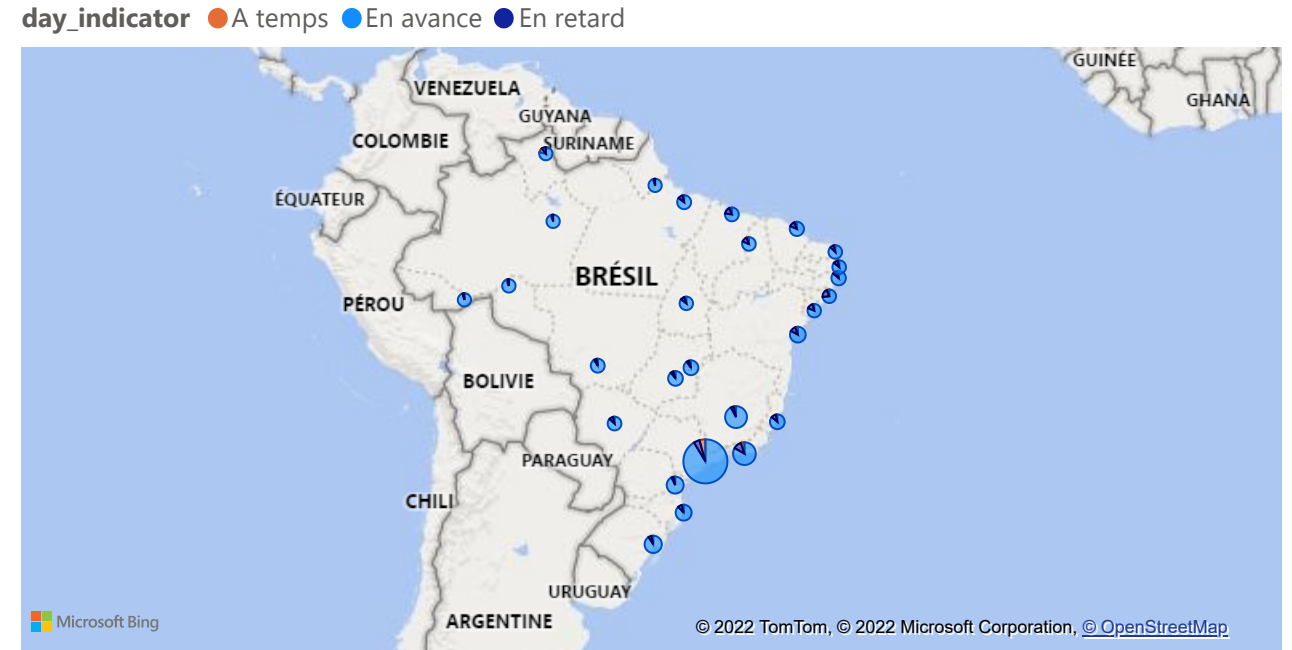 day_indicator A temps En avance En retard
GUINÉE
VENEZUELA
GHANA
GUYANA
COLOMBIE
SURINAME
ÉQUATEUR
BRÉSIL
PÉROU
BOLIVIE
PARAGUAY
CHILI
URUGUAY
ARGENTINE
Microsoft Bing
© 2022 TomTom, © 2022 Microsoft Corporation, © OpenStreetMap